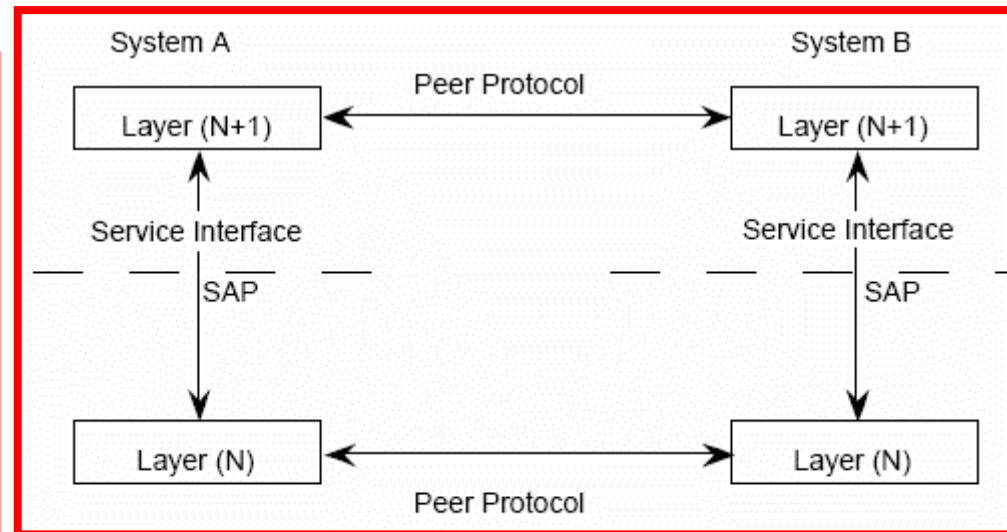 System A
System B
Peer Protocol
Layer (N+1)
Layer (N+1)
Service Interface
Service Interface
SAP
SAP
Layer (N)
Layer (N)
Peer Protocol